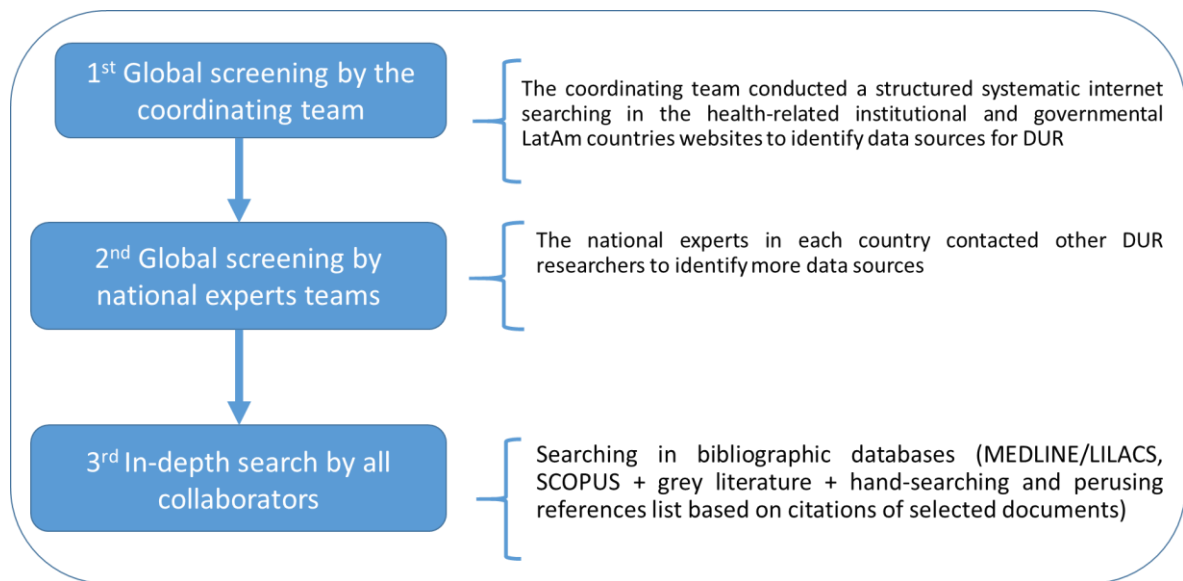 1st Global screening by the
coordinating team
The coordinating team conducted a structured systematic internet
searching in the health-related institutional and governmental
LatAm countries websites to identify data sources for DUR
2nd Global screening by
national experts teams
The national experts in each country contacted other DUR
researchers to identify more data sources
3rd In-depth search by all
collaborators
Searching in bibliographic databases (MEDLINE/LILACS,
SCOPUS + grey literature + hand-searching and perusing
references list based on citations of selected documents)